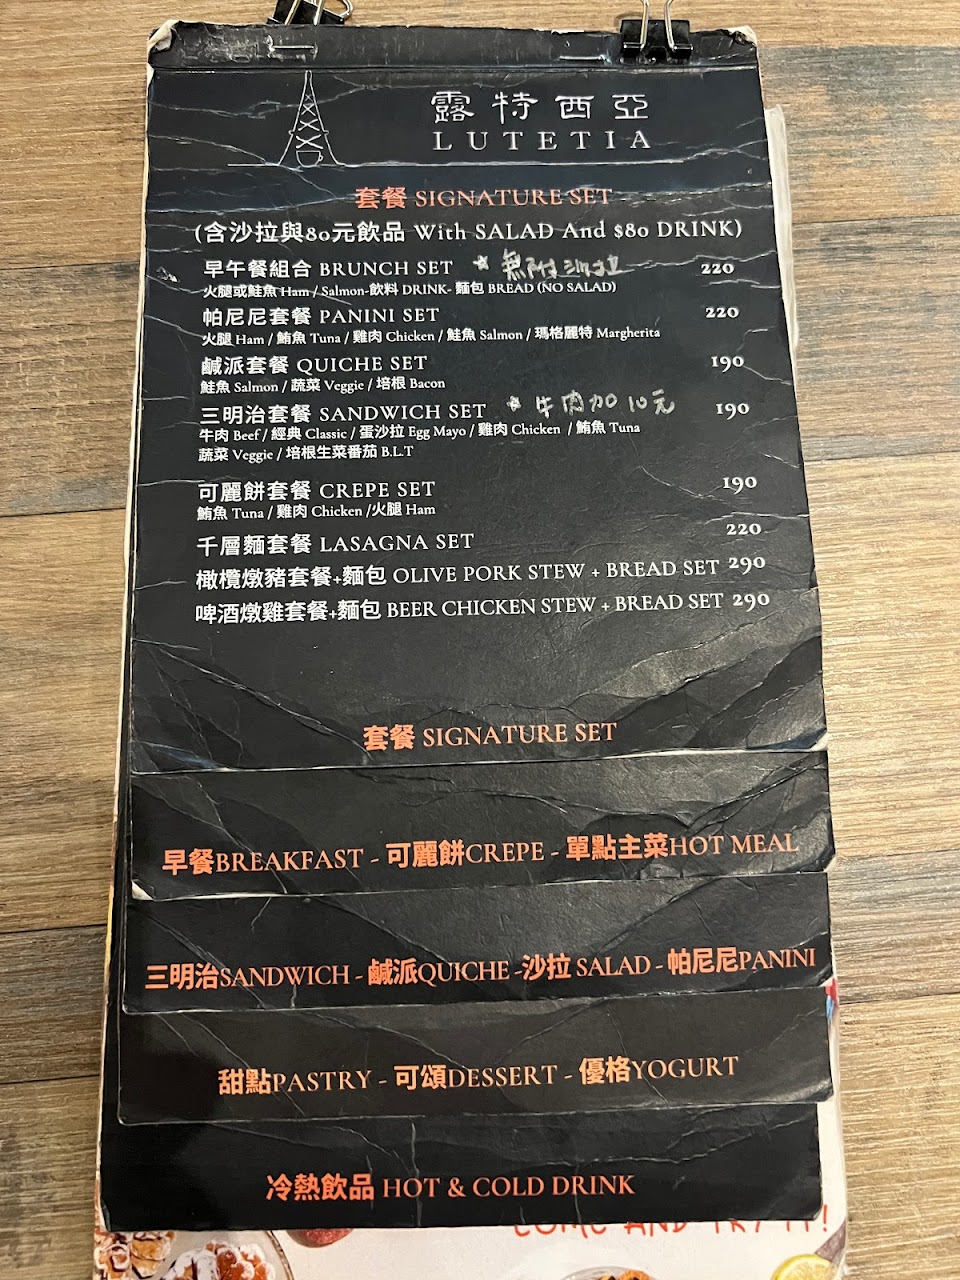 露特西亞
LUTETIA
套餐 SIGNATURE SET
(含沙拉與80元飲品 With SALAD And $80 DRINK)
早午餐組合 BRUNCH SET ★ 無附沙拉 220
火腿或鮭魚 Ham / Salmon-飲料 DRINK- 麵包 BREAD (NO SALAD)
帕尼尼套餐 PANINI SET 220
火腿 Ham / 鮪魚 Tuna / 雞肉 Chicken / 鮭魚 Salmon / 瑪格麗特 Margherita
鹹派套餐 QUICHE SET 190
鮭魚 Salmon / 蔬菜 Veggie / 培根 Bacon
三明治套餐 SANDWICH SET ★ 牛肉加10元 190
牛肉 Beef / 經典 Classic / 蛋沙拉 Egg Mayo / 雞肉 Chicken / 鮪魚 Tuna
蔬菜 Veggie / 培根生菜番茄 B.L.T
可麗餅套餐 CREPE SET 190
鮪魚 Tuna / 雞肉 Chicken /火腿 Ham
千層麵套餐 LASAGNA SET 220
橄欖燉豬套餐+麵包 OLIVE PORK STEW + BREAD SET 290
啤酒燉雞套餐+麵包 BEER CHICKEN STEW + BREAD SET 290
套餐 SIGNATURE SET
早餐BREAKFAST - 可麗餅CREPE - 單點主菜HOT MEAL
三明治SANDWICH - 鹹派QUICHE -沙拉 SALAD - 帕尼尼PANINI
甜點PASTRY - 可頌DESSERT - 優格YOGURT
冷熱飲品 HOT & COLD DRINK
COME AND TRY IT!